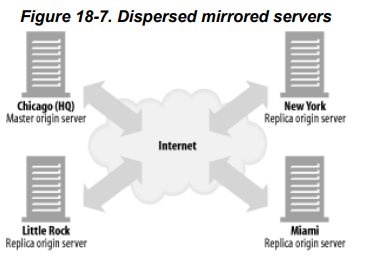 Figure 18-7. Dispersed mirrored servers
Chicago (HQ)
Master origin server
New York
Replica origin server
Internet
Little Rock
Replica origin server
Miami
Replica origin server